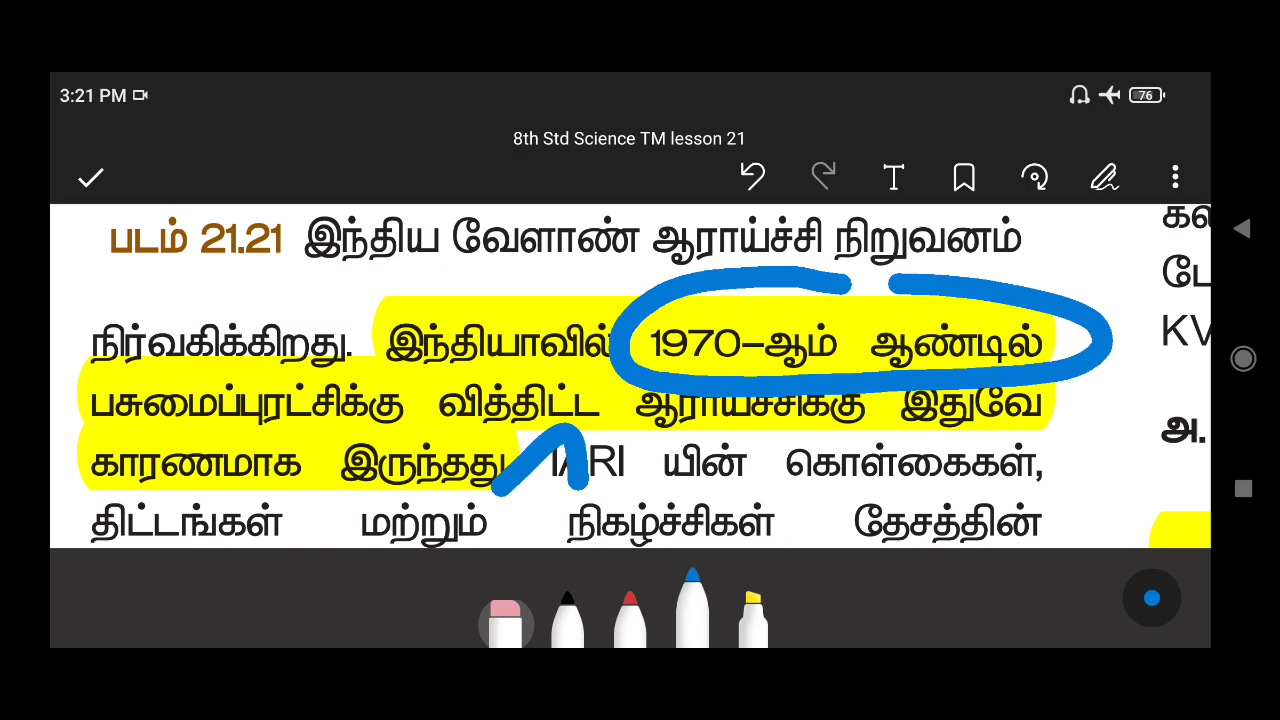 3:21 PM
76
8th Std Science TM lesson 21
படம் 21.21 இந்திய வேளாண் ஆராய்ச்சி நிறுவனம்
நிர்வகிக்கிறது. இந்தியாவில் 1970-ஆம் ஆண்டில்
பசுமைப்புரட்சிக்கு வித்திட்ட ஆராய்ச்சிக்கு இதுவே
காரணமாக இருந்தது. IARI யின் கொள்கைகள்,
திட்டங்கள் மற்றும் நிகழ்ச்சிகள் தேசத்தின்
KV
அ.